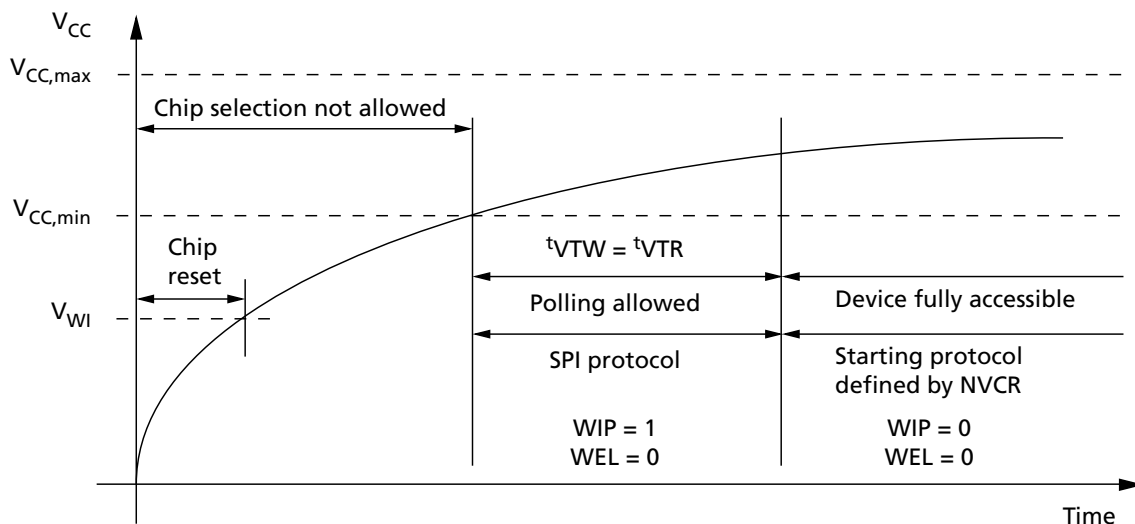 VCC
VCC,max
Chip selection not allowed
VCC,min
Chip
reset
tVTW = tVTR
Polling allowed
Device fully accessible
VWI
SPI protocol
Starting protocol
defined by NVCR
WIP = 1
WEL = 0
WIP = 0
WEL = 0
Time